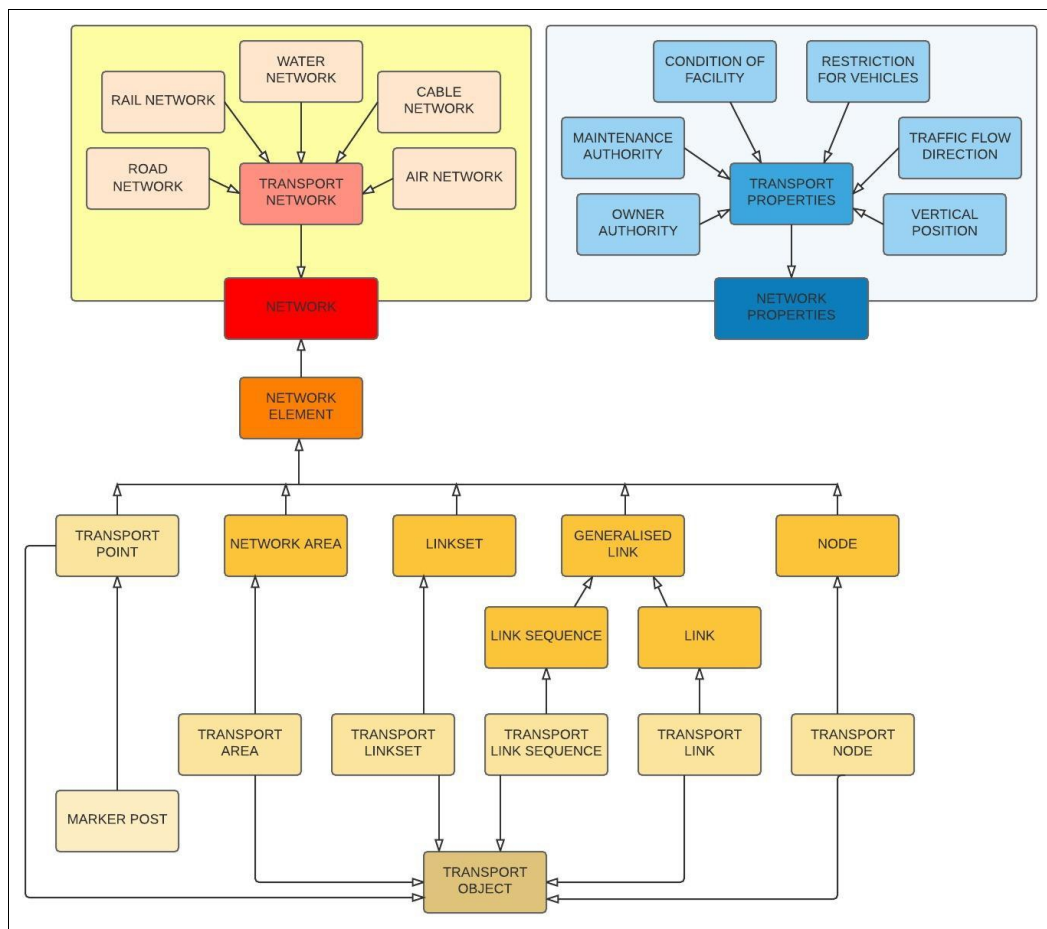 WATER
NETWORK
RAIL NETWORK
CABLE
NETWORK
ROAD
NETWORK
TRANSPORT
NETWORK
AIR NETWORK
NETWORK
CONDITION OF
FACILITY
RESTRICTION
FOR VEHICLES
MAINTENANCE
AUTHORITY
TRAFFIC FLOW
DIRECTION
TRANSPORT
PROPERTIES
OWNER
AUTHORITY
VERTICAL
POSITION
NETWORK
PROPERTIES
NETWORK
ELEMENT
TRANSPORT
POINT
NETWORK AREA
LINKSET
GENERALISED
LINK
NODE
LINK SEQUENCE
LINK
TRANSPORT
AREA
TRANSPORT
LINKSET
TRANSPORT
LINK SEQUENCE
TRANSPORT
LINK
TRANSPORT
NODE
MARKER POST
TRANSPORT
OBJECT